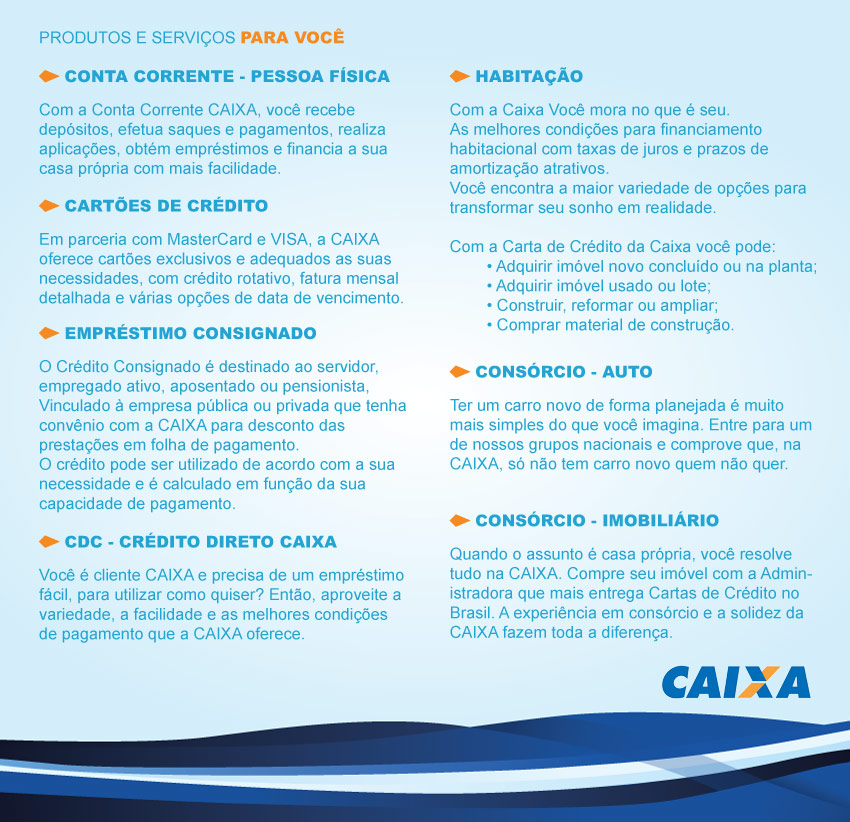 PRODUTOS E SERVIÇOS PARA VOCÊ
CONTA CORRENTE - PESSOA FÍSICA
Com a Conta Corrente CAIXA, você recebe
depósitos, efetua saques e pagamentos, realiza
aplicações, obtém empréstimos e financia a sua
casa própria com mais facilidade.
CARTÕES DE CRÉDITO
Em parceria com MasterCard e VISA, a CAIXA
oferece cartões exclusivos e adequados as suas
necessidades, com crédito rotativo, fatura mensal
detalhada e várias opções de data de vencimento.
EMPRÉSTIMO CONSIGNADO
O Crédito Consignado é destinado ao servidor,
empregado ativo, aposentado ou pensionista,
Vinculado à empresa pública ou privada que tenha
convênio com a CAIXA para desconto das
prestações em folha de pagamento.
O crédito pode ser utilizado de acordo com a sua
necessidade e é calculado em função da sua
capacidade de pagamento.
CDC - CRÉDITO DIRETO CAIXA
Você é cliente CAIXA e precisa de um empréstimo
fácil, para utilizar como quiser? Então, aproveite a
variedade, a facilidade e as melhores condições
de pagamento que a CAIXA oferece.
HABITAÇÃO
Com a Caixa Você mora no que é seu.
As melhores condições para financiamento
habitacional com taxas de juros e prazos de
amortização atrativos.
Você encontra a maior variedade de opções para
transformar seu sonho em realidade.
Com a Carta de Crédito da Caixa você pode:
• Adquirir imóvel novo concluído ou na planta;
• Adquirir imóvel usado ou lote;
• Construir, reformar ou ampliar;
• Comprar material de construção.
CONSÓRCIO - AUTO
Ter um carro novo de forma planejada é muito
mais simples do que você imagina. Entre para um
de nossos grupos nacionais e comprove que, na
CAIXA, só não tem carro novo quem não quer.
CONSÓRCIO - IMOBILIÁRIO
Quando o assunto é casa própria, você resolve
tudo na CAIXA. Compre seu imóvel com a Admin-
istradora que mais entrega Cartas de Crédito no
Brasil. A experiência em consórcio e a solidez da
CAIXA fazem toda a diferença.
CAIXA